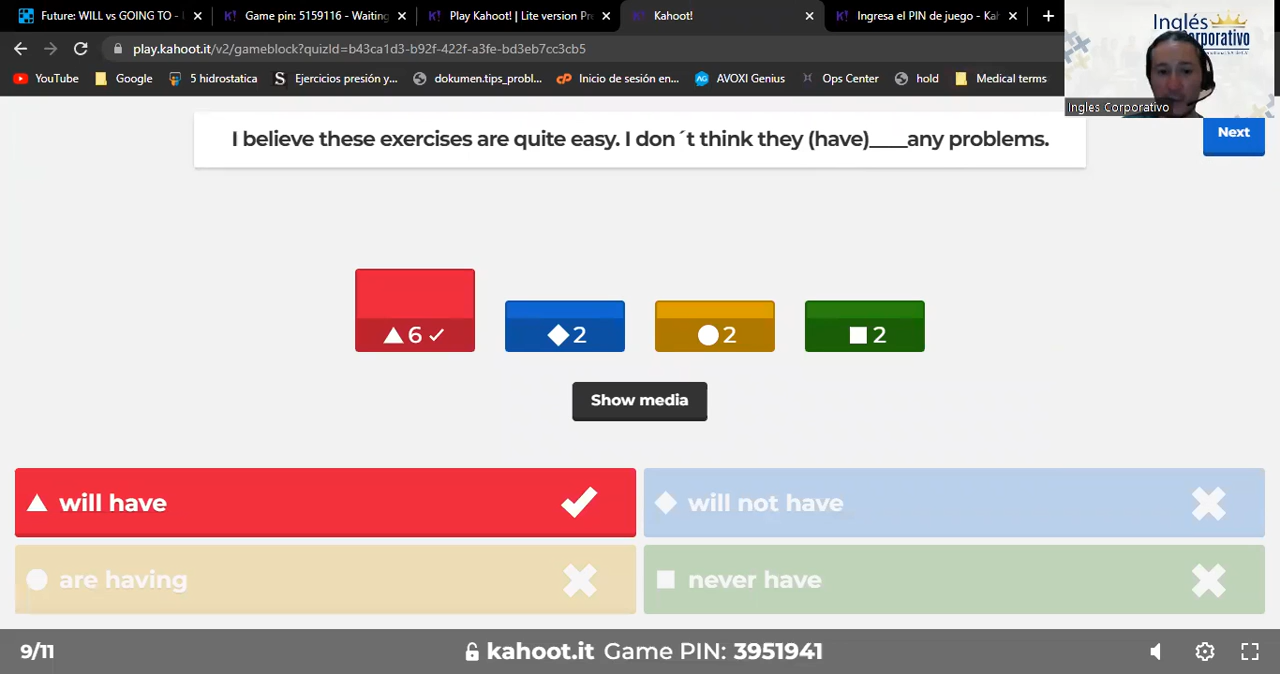 Future: WILL vs GOING TO -
Game pin: 5159116 - Waiting
Play Kahoot! | Lite version Pr
Kahoot!
Ingresa el PIN de juego - Kah
play.kahoot.it/v2/gameblock?quizId=b43ca1d3-b92f-422f-a3fe-bd3eb7cc3cb5
YouTube
Google
5 hidrostatica
Ejercicios presión y...
dokumen.tips_probl...
Inicio de sesión en...
AVOXI Genius
Ops Center
hold
Medical terms
Inglés
Corporativo
Ingles Corporativo
Next
I believe these exercises are quite easy. I don´t think they (have)____any problems.
6
2
2
2
Show media
will have
will not have
are having
never have
9/11
kahoot.it Game PIN: 3951941